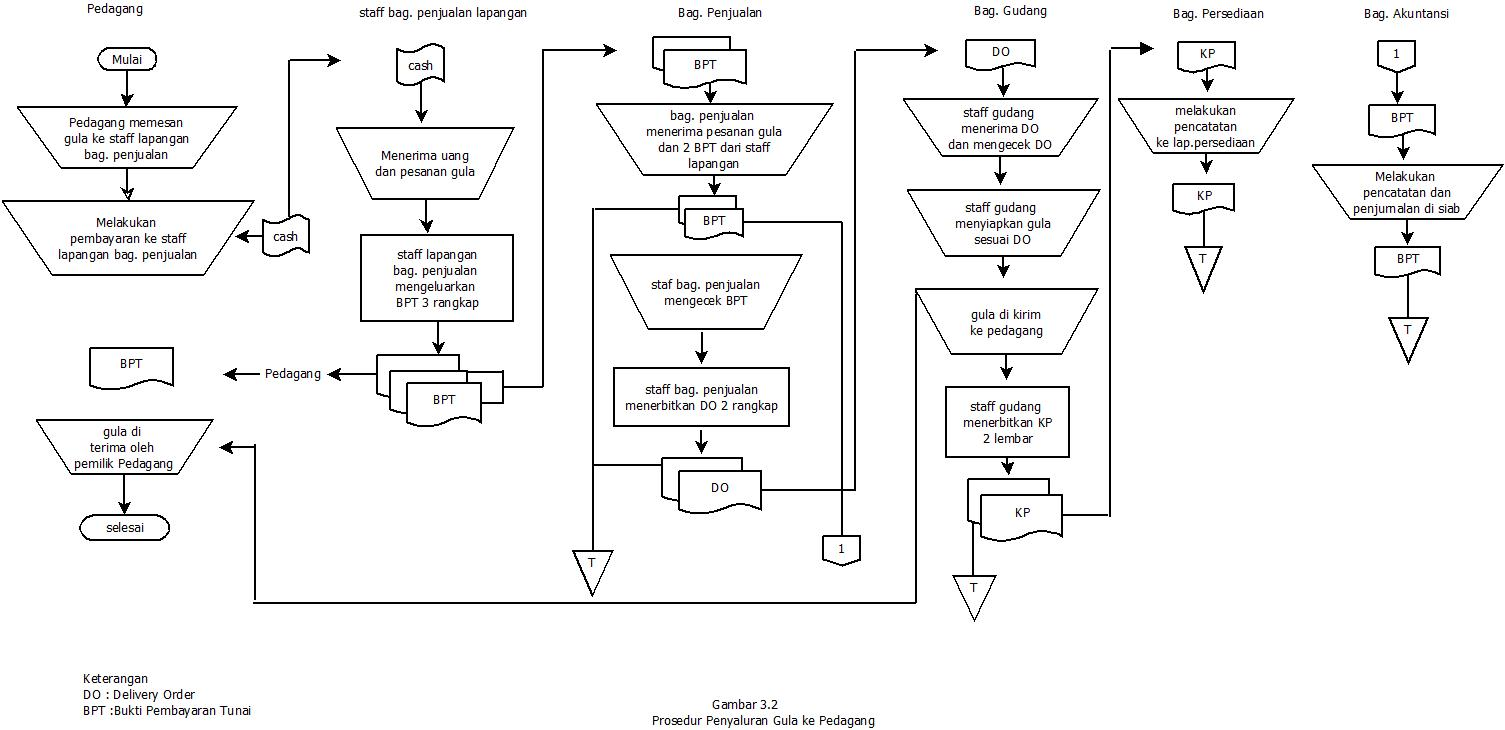 Pedagang
Mulai
Pedagang memesan
gula ke staff lapangan
bag. penjualan
Melakukan
pembayaran ke staff
lapangan bag. penjualan
cash
BPT
Pedagang
gula di
terima oleh
pemilik Pedagang
selesai
staff bag. penjualan lapangan
cash
Menerima uang
dan pesanan gula
staff lapangan
bag. penjualan
mengeluarkan
BPT 3 rangkap
BPT
Bag. Penjualan
BPT
bag. penjualan
menerima pesanan gula
dan 2 BPT dari staff
lapangan
BPT
staf bag. penjualan
mengecek BPT
staff bag. penjualan
menerbitkan DO 2 rangkap
DO
T
1
Bag. Gudang
DO
staff gudang
menerima DO
dan mengecek DO
staff gudang
menyiapkan gula
sesuai DO
gula di kirim
ke pedagang
staff gudang
menerbitkan KP
2 lembar
KP
T
Bag. Persediaan
KP
melakukan
pencatatan
ke lap.persediaan
KP
T
Bag. Akuntansi
1
BPT
Melakukan
pencatatan dan
penjurnalan di siab
BPT
T
Keterangan
DO : Delivery Order
BPT :Bukti Pembayaran Tunai
Gambar 3.2
Prosedur Penyaluran Gula ke Pedagang